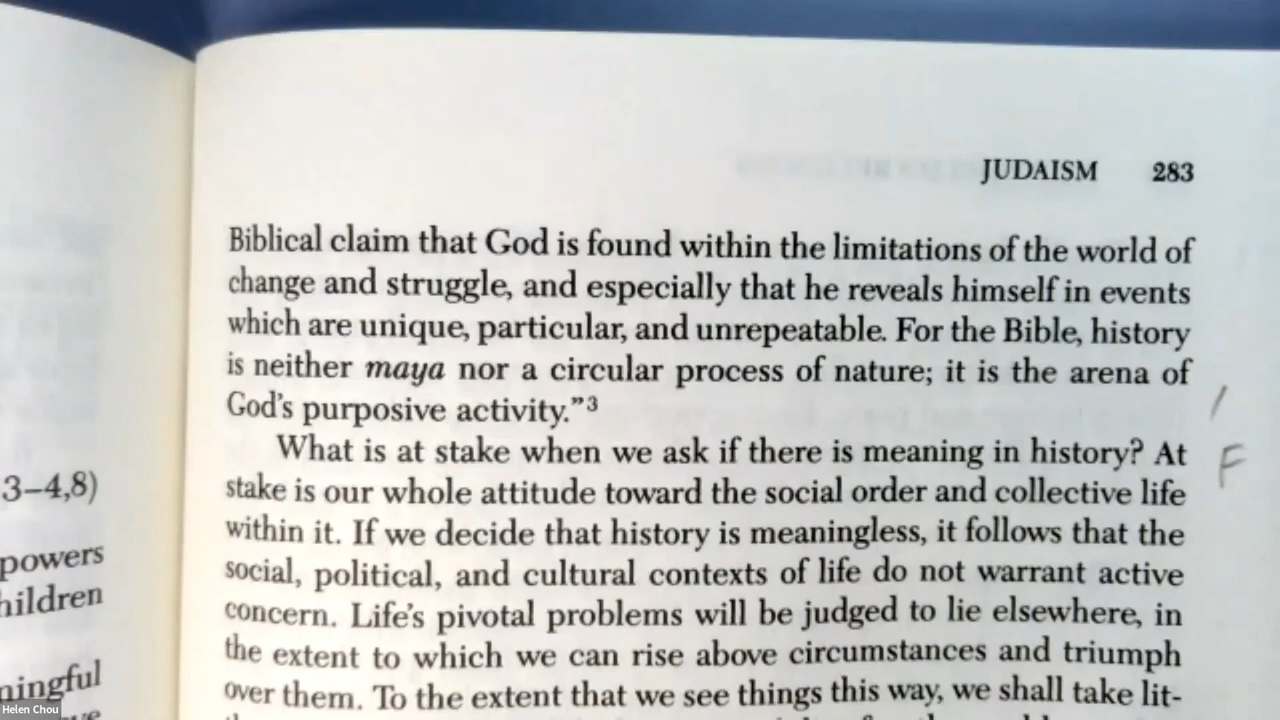 JUDAISM 283
Biblical claim that God is found within the limitations of the world of
change and struggle, and especially that he reveals himself in events
which are unique, particular, and unrepeatable. For the Bible, history
is neither maya nor a circular process of nature; it is the arena of
God's purposive activity."3
What is at stake when we ask if there is meaning in history? At
stake is our whole attitude toward the social order and collective life
within it. If we decide that history is meaningless, it follows that the
social, political, and cultural contexts of life do not warrant active
concern. Life's pivotal problems will be judged to lie elsewhere, in
the extent to which we can rise above circumstances and triumph
over them. To the extent that we see things this way, we shall take lit-
3–4,8)
powers
F
Helen Chou